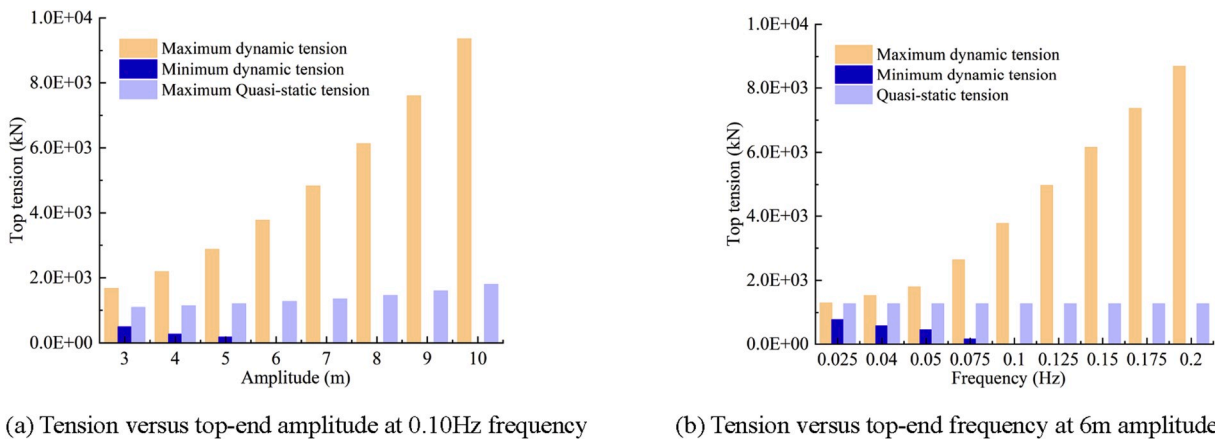 1.0E+04
8.0E+03
6.0E+03
4.0E+03
2.0E+03
0.0E+03
Top tension (kN)
Maximum dynamic tension
Minimum dynamic tension
Maximum Quasi-static tension
3 4 5 6 7 8 9 10
Amplitude (m)
(a) Tension versus top-end amplitude at 0.10Hz frequency
1.0E+04
8.0E+03
6.0E+03
4.0E+03
2.0E+03
0.0E+03
Top tension (kN)
Maximum dynamic tension
Minimum dynamic tension
Quasi-static tension
0.025 0.04 0.05 0.075 0.1 0.125 0.15 0.175 0.2
Frequency (Hz)
(b) Tension versus top-end frequency at 6m amplitude